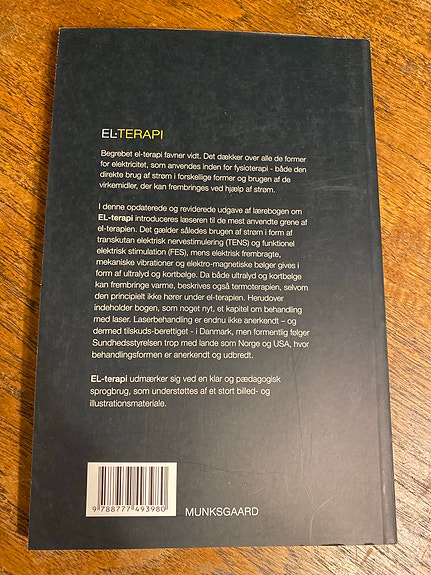 EL-TERAPI
Begrebet el-terapi favner vidt. Det dækker over alle de former
for elektricitet, som anvendes inden for fysioterapi - både den
direkte brug af strøm i forskellige former og brugen af de
virkemidler, der kan frembringes ved hjælp af strøm.
I denne opdaterede og reviderede udgave af lærebogen om
EL-terapi introduceres læseren til de mest anvendte grene af
el-terapien. Det gælder således brugen af strøm i form af
transkutan elektrisk nervestimulering (TENS) og funktionel
elektrisk stimulation (FES), mens elektrisk frembragte,
mekaniske vibrationer og elektro-magnetiske bølger gives i
form af ultralyd og kortbølge. Da både ultralyd og kortbølge
kan frembringe varme, beskrives også termoterapien, selvom
den principielt ikke hører under el-terapien. Herudover
indeholder bogen, som noget nyt, et kapitel om behandling
med laser. Laserbehandling er endnu ikke anerkendt – og
dermed tilskuds-berettiget - i Danmark, men formentlig følger
Sundhedsstyrelsen trop med lande som Norge og USA, hvor
behandlingsformen er anerkendt og udbredt.
EL-terapi udmærker sig ved en klar og pædagogisk
sprogbrug, som understøttes af et stort billed- og
illustrationsmateriale.
9 788777 493980
MUNKSGAARD